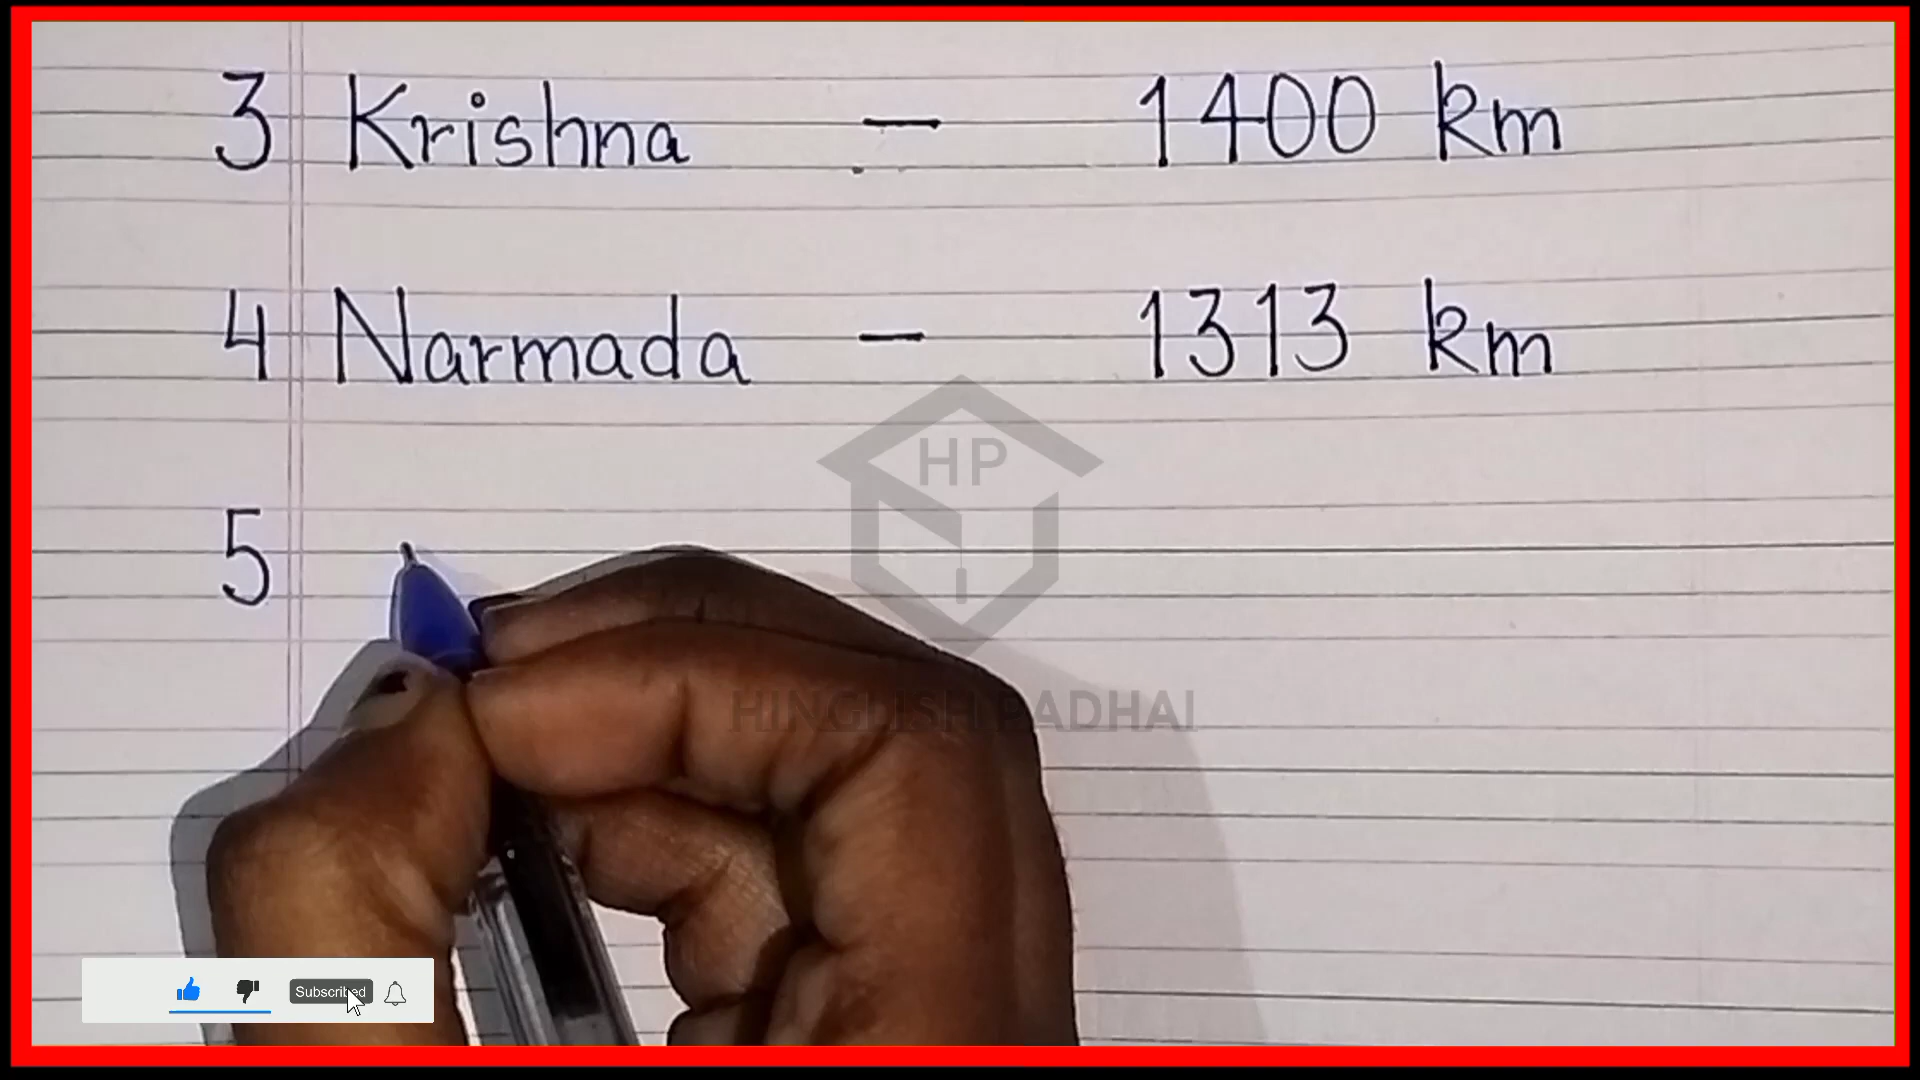 3 Krishna — 1400 km
4 Narmada — 1313 km
HP
5
I
HINGLISH PADHAI
Subscribed